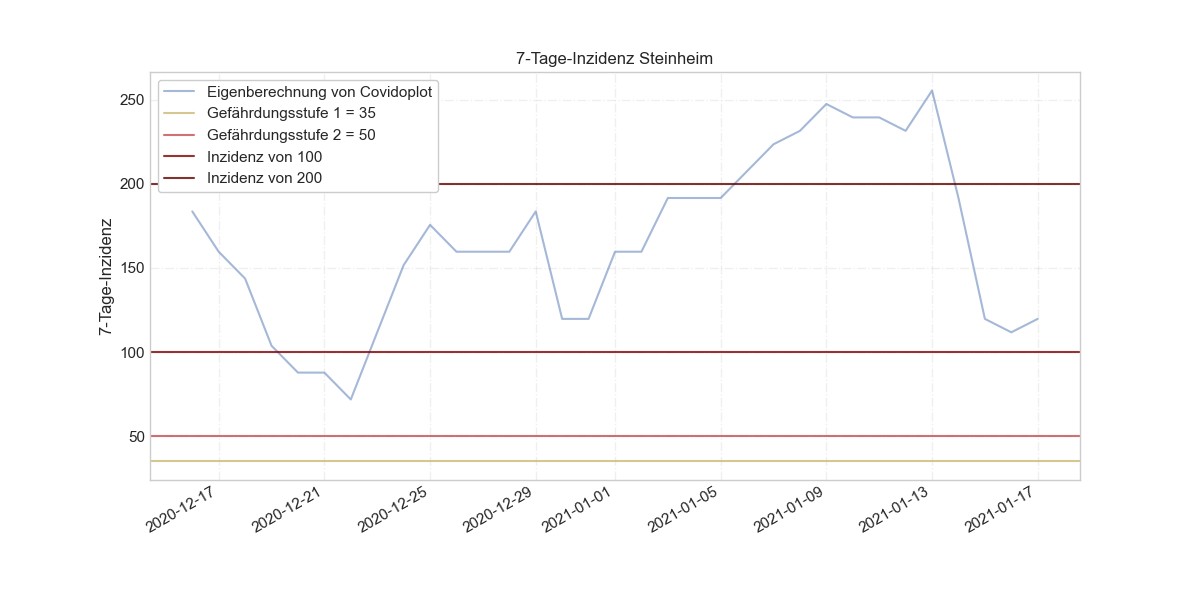 7-Tage-Inzidenz Steinheim
Eigenberechnung von Covidoplot
Gefährdungsstufe 1 = 35
Gefährdungsstufe 2 = 50
Inzidenz von 100
Inzidenz von 200
7-Tage-Inzidenz
250
200
150
100
50
2020-12-17
2020-12-21
2020-12-25
2020-12-29
2021-01-01
2021-01-05
2021-01-09
2021-01-13
2021-01-17